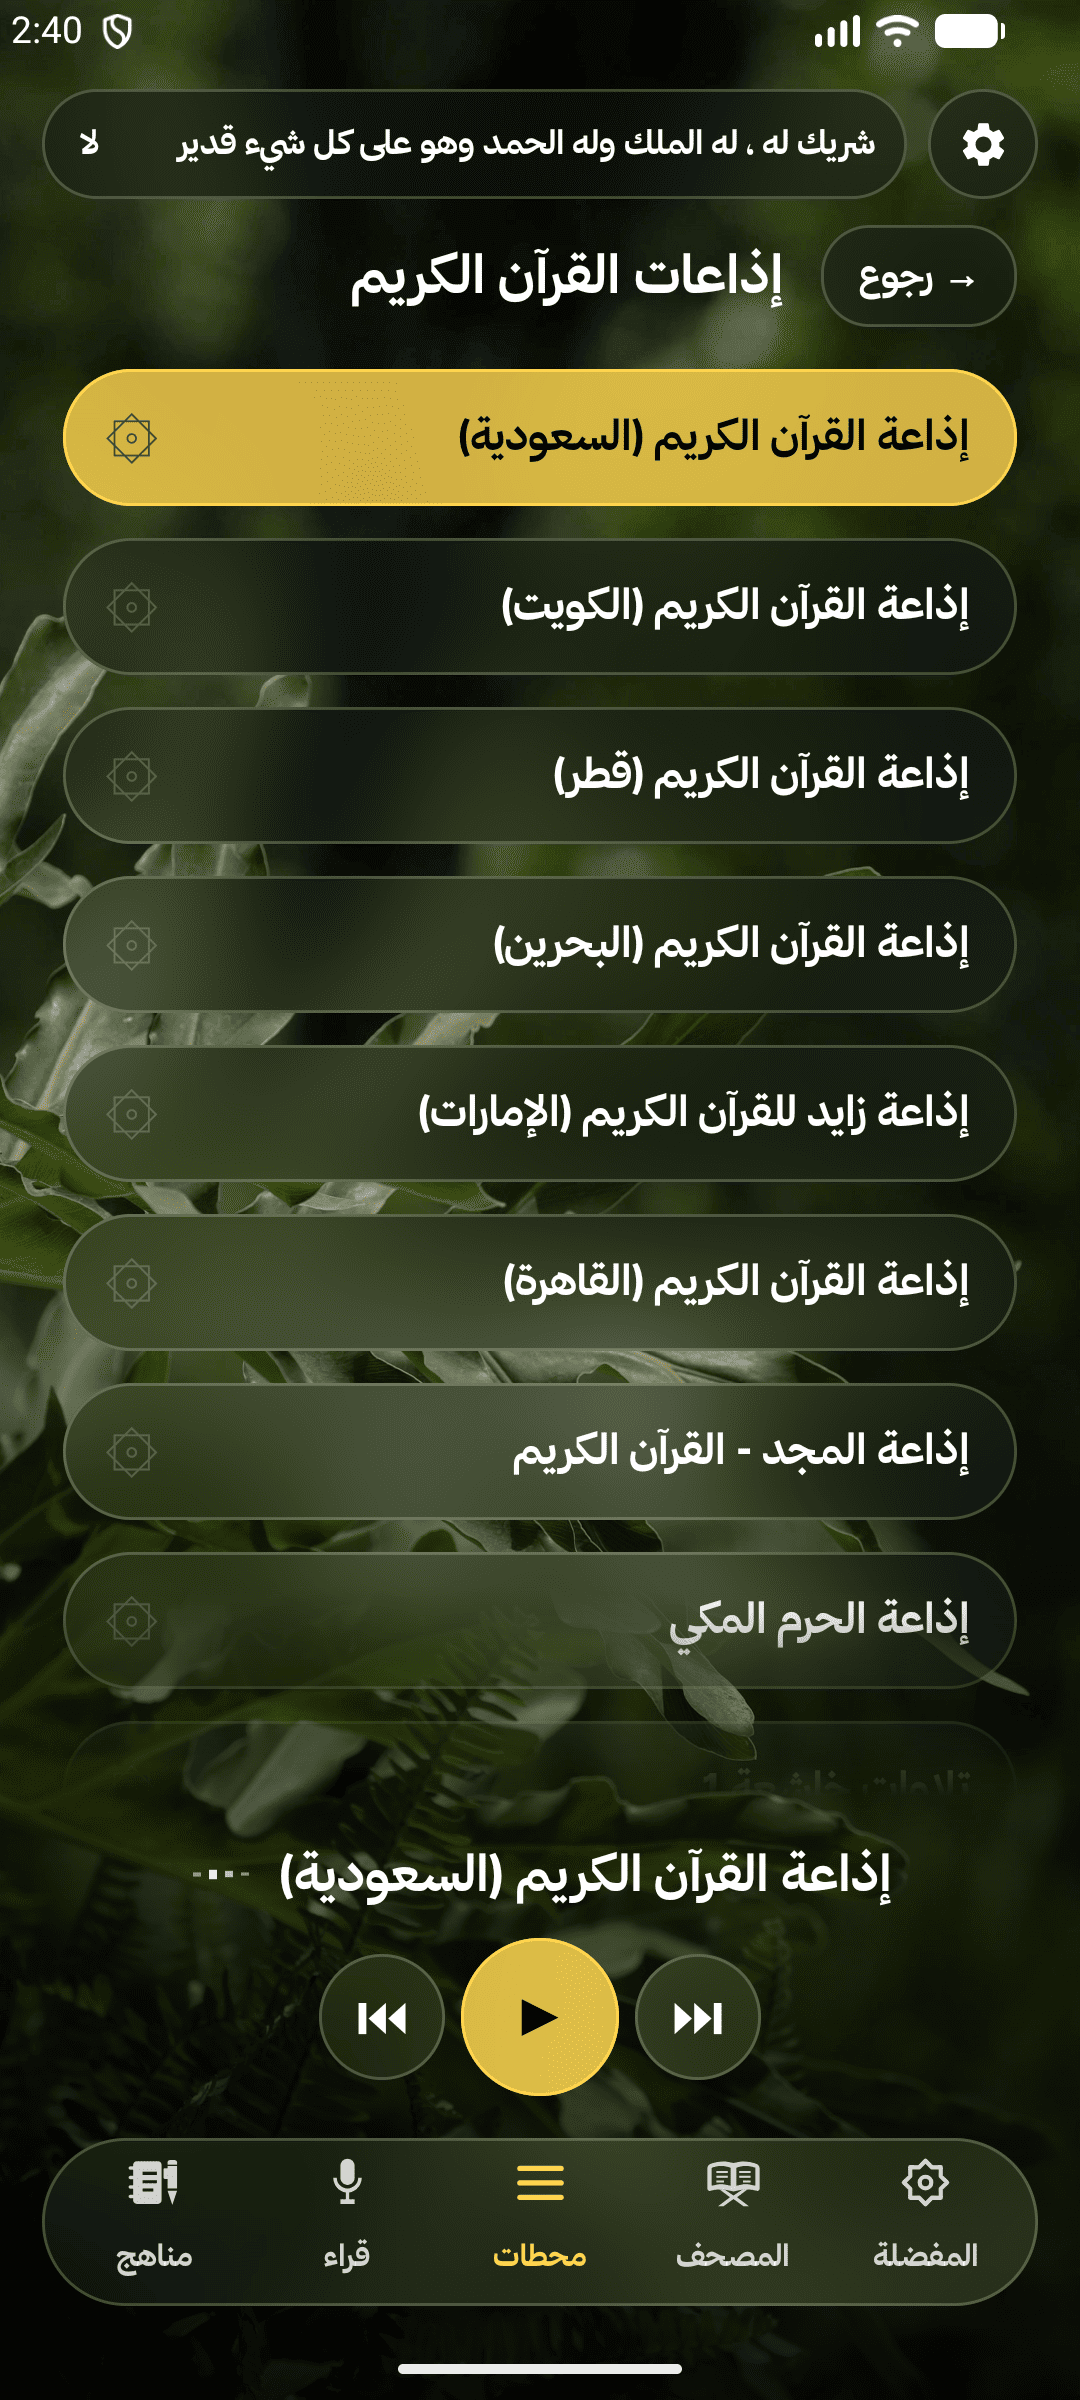 2:40
شريك له ، له الملك وله الحمد وهو على كل شيء قدير لا
→ رجوع
إذاعات القرآن الكريم
إذاعة القرآن الكريم (السعودية)
إذاعة القرآن الكريم (الكويت)
إذاعة القرآن الكريم (قطر)
إذاعة القرآن الكريم (البحرين)
إذاعة زايد للقرآن الكريم (الإمارات)
إذاعة القرآن الكريم (القاهرة)
إذاعة المجد - القرآن الكريم
إذاعة الحرم المكي
تلاوات خاشعة 1
إذاعة القرآن الكريم (السعودية)
المفضلة
المصحف
محطات
قراء
مناهج